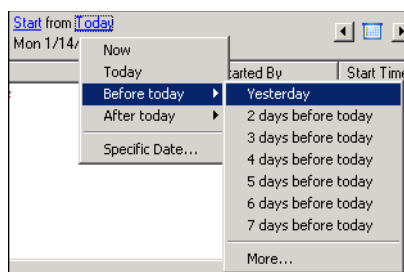 Start from Today
Mon 1/14/
Now
Today
Before today
After today
Specific Date...
Started By
Start Time
Yesterday
2 days before today
3 days before today
4 days before today
5 days before today
6 days before today
7 days before today
More...